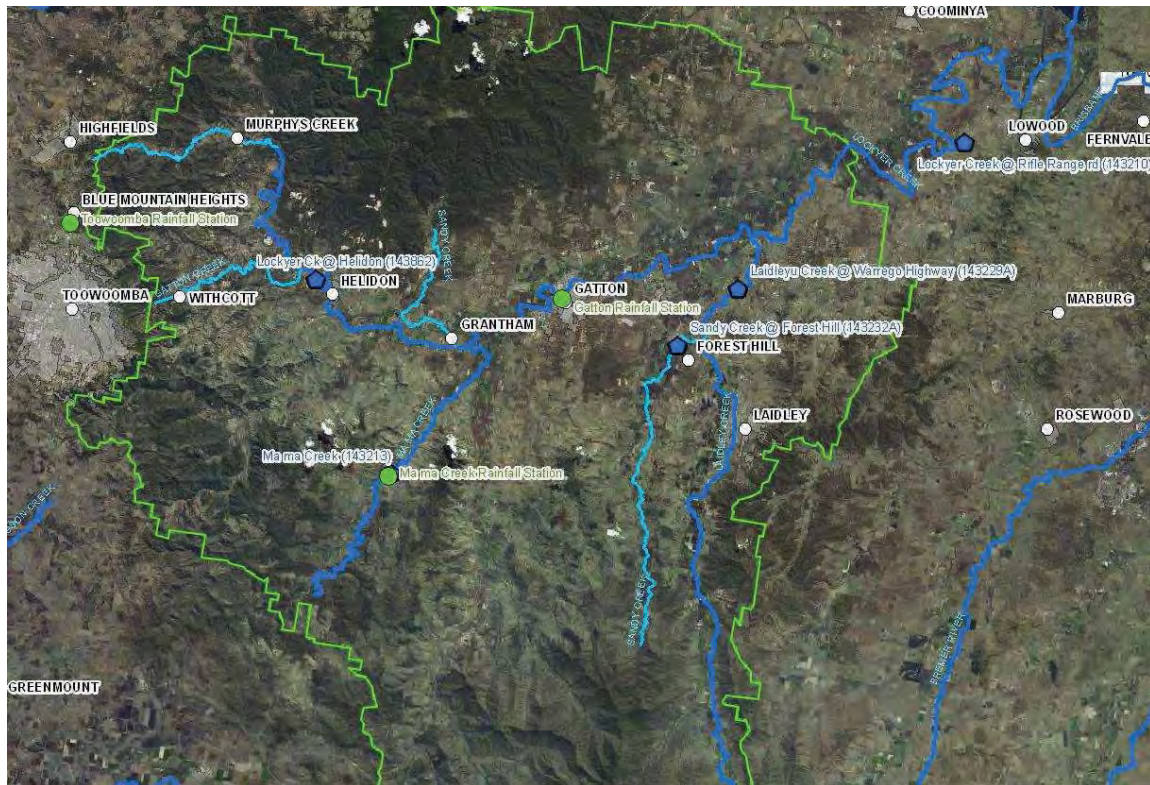 COOMINYA
HIGHFIELDS
MURPHYS CREEK
LOWOOD
BRISBANE
FERNVALE
LOCKYER CREEK
Lockyer Creek @ Rifle Range rd (143210)
BLUE MOUNTAIN HEIGHTS
Toowoomba Rainfall Station
SANDY CREEK
Lockyer Ck @ Helidon (143862)
Laidleyu Creek @ Warrego Highway (143229A)
TOOWOOMBA
WITHCOTT
HELIDON
GATTON
Gatton Rainfall Station
MARBURG
GRANTHAM
Sandy Creek @ Forest Hill (143232A)
FOREST HILL
LAIDLEY
ROSEWOOD
MA MA CREEK
LAIDLEY CREEK
Ma ma Creek (143213)
Ma ma Creek Rainfall Station
SANDY CREEK
BREMER RIVER
GREENMOUNT